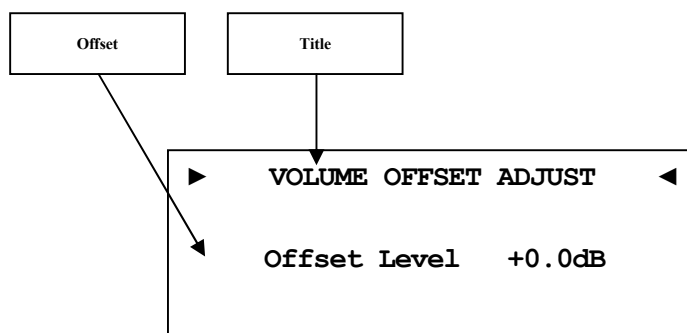 Offset
Title
► VOLUME OFFSET ADJUST ◄
Offset Level +0.0dB